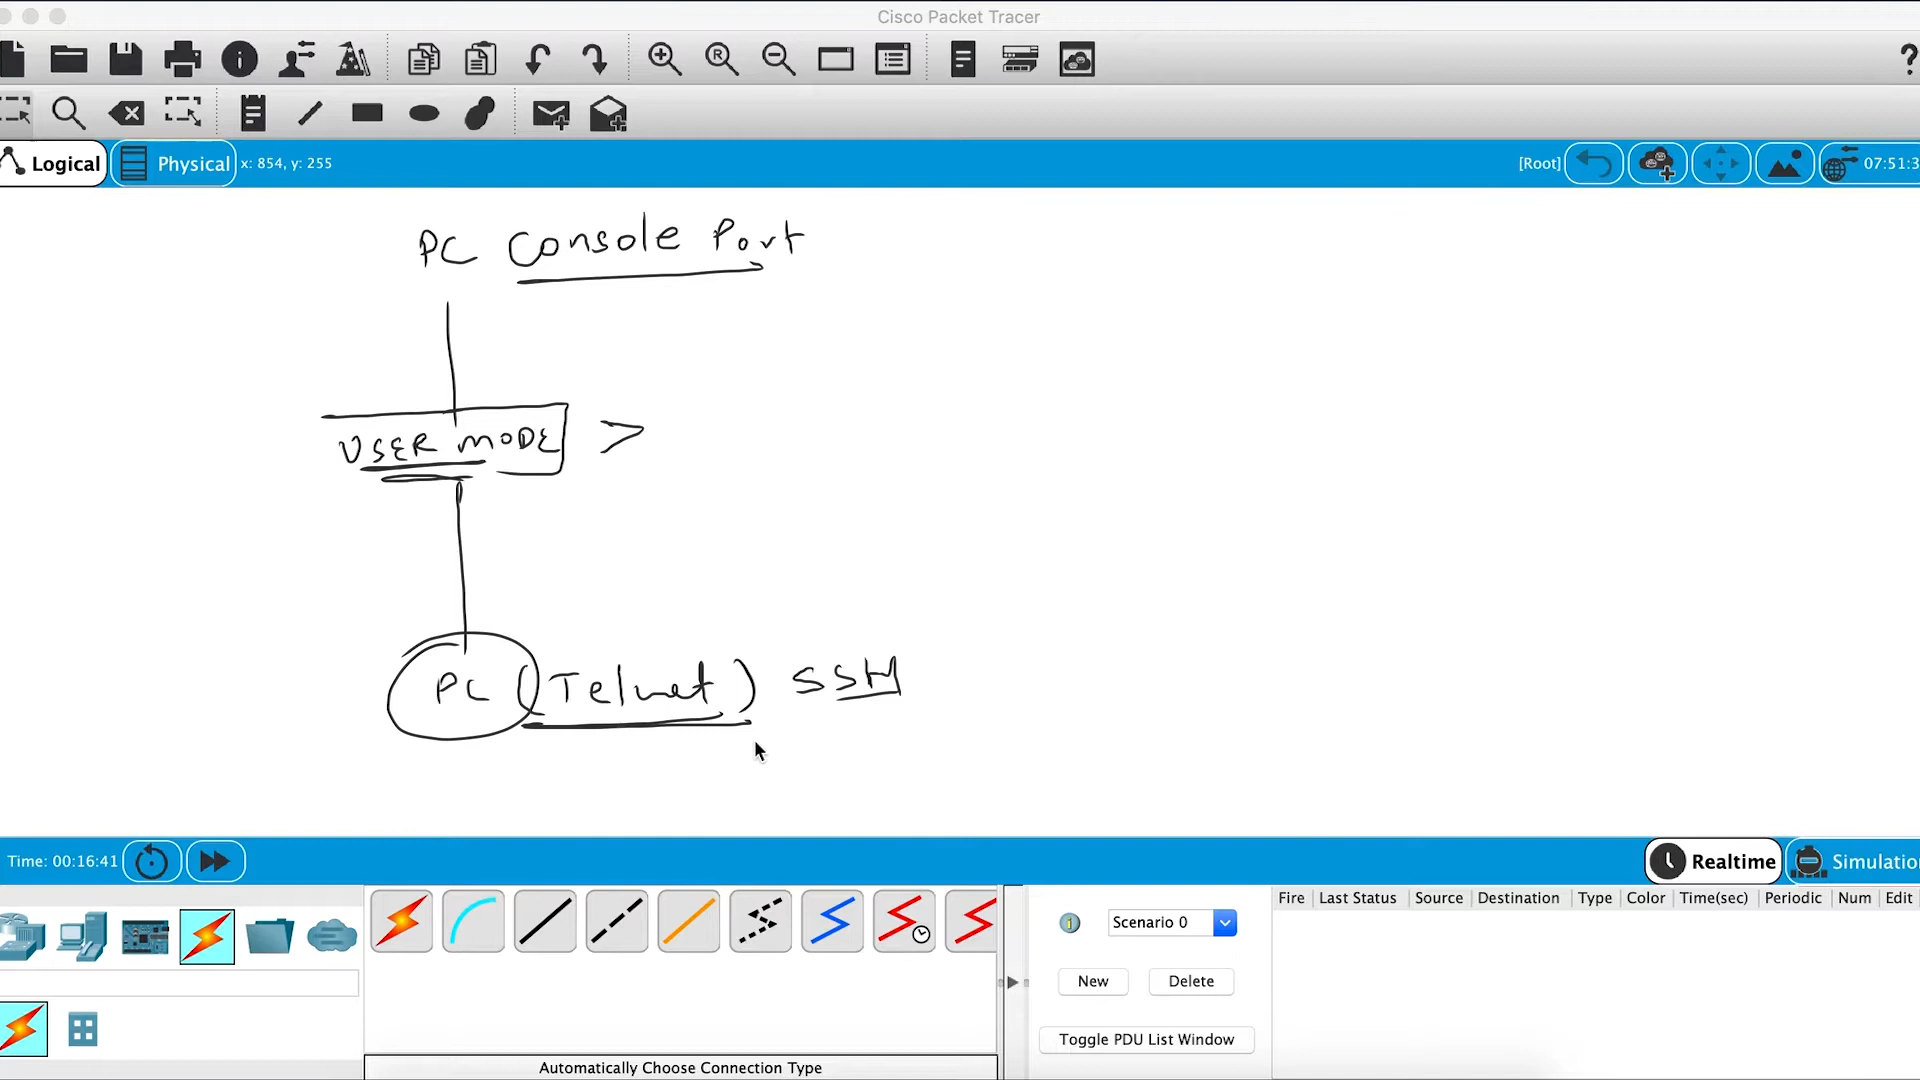 Cisco Packet Tracer
?
Logical
Physical
x: 854, y: 255
[Root]
07:51:3
PC Console Port
USER MODE >
PC (Telnet) SSH
Time: 00:16:41
Realtime
Simulatio
Scenario 0
New
Delete
Toggle PDU List Window
Fire Last Status Source Destination Type Color Time(sec) Periodic Num Edit
Automatically Choose Connection Type